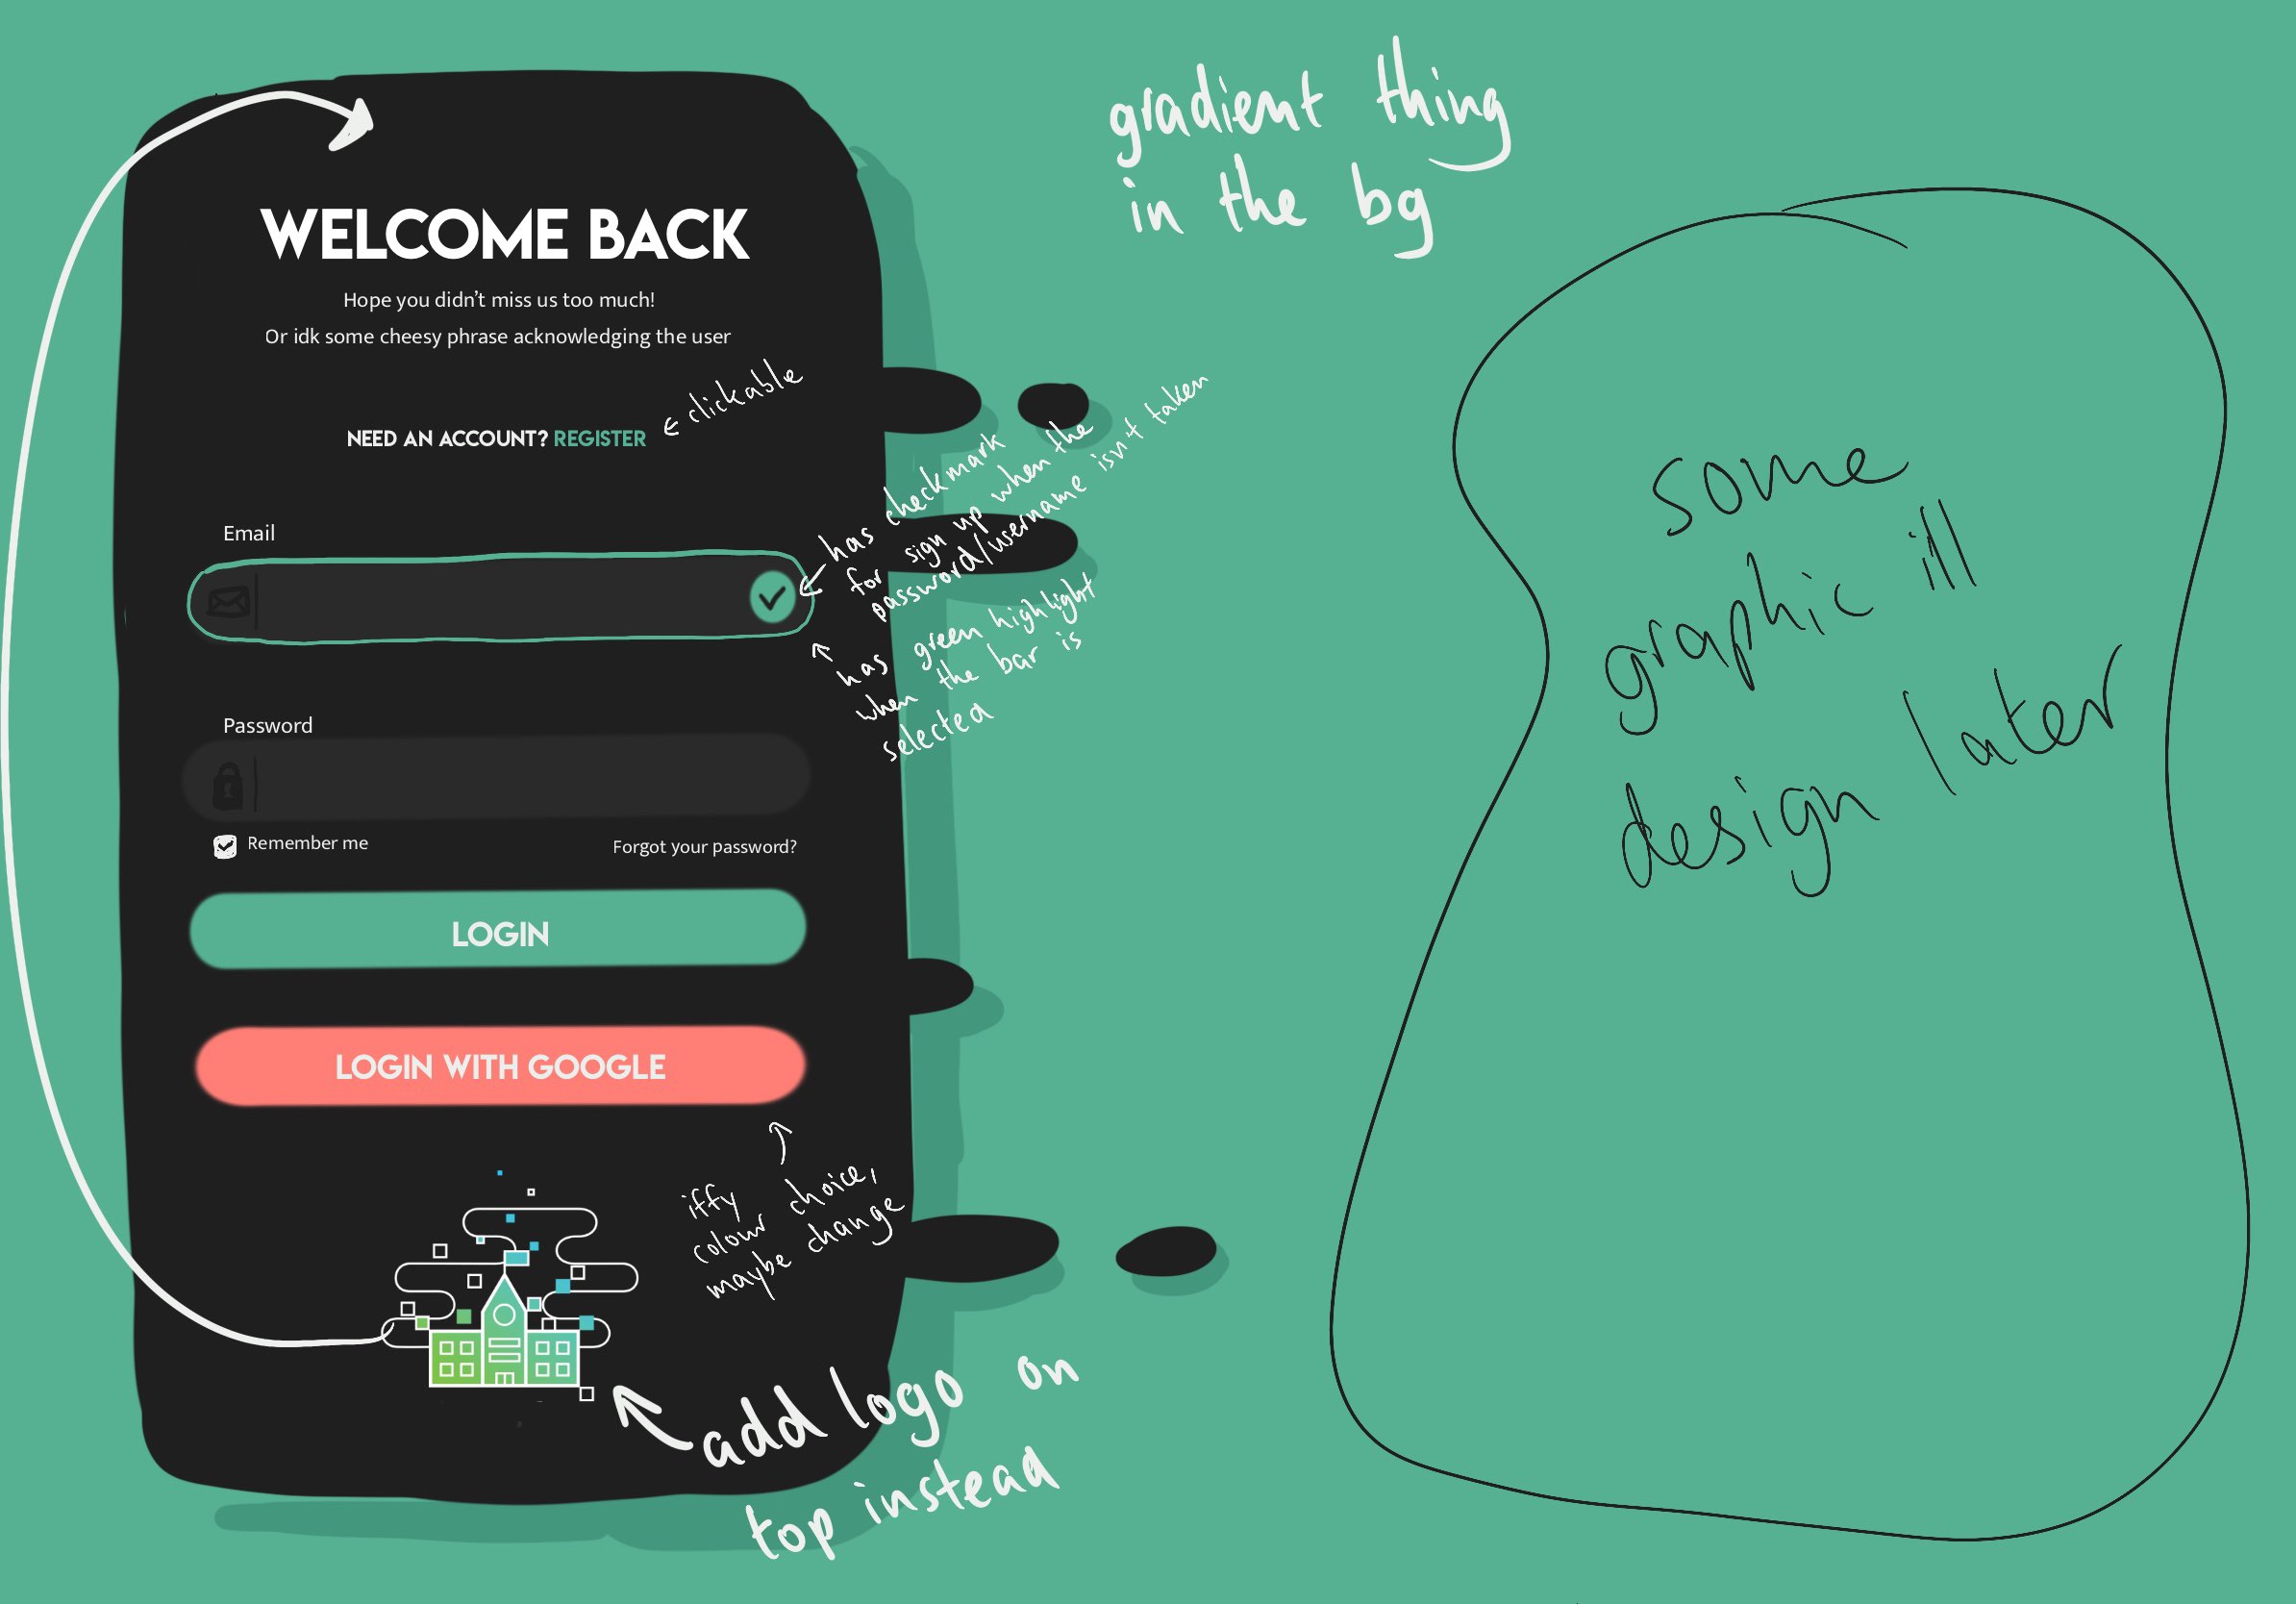 gradient thing
in the bg
WELCOME BACK
Hope you didn't miss us too much!
Or idk some cheesy phrase acknowledging the user
← clickable
NEED AN ACCOUNT? REGISTER
has checkmark
for sign up when the
password/username isn't taken
Email
has green highlight
when the bar is
selected
Password
Remember me
Forgot your password?
LOGIN
LOGIN WITH GOOGLE
iffy
colour choice,
maybe change
add logo on
top instead
some
graphic ill
design later